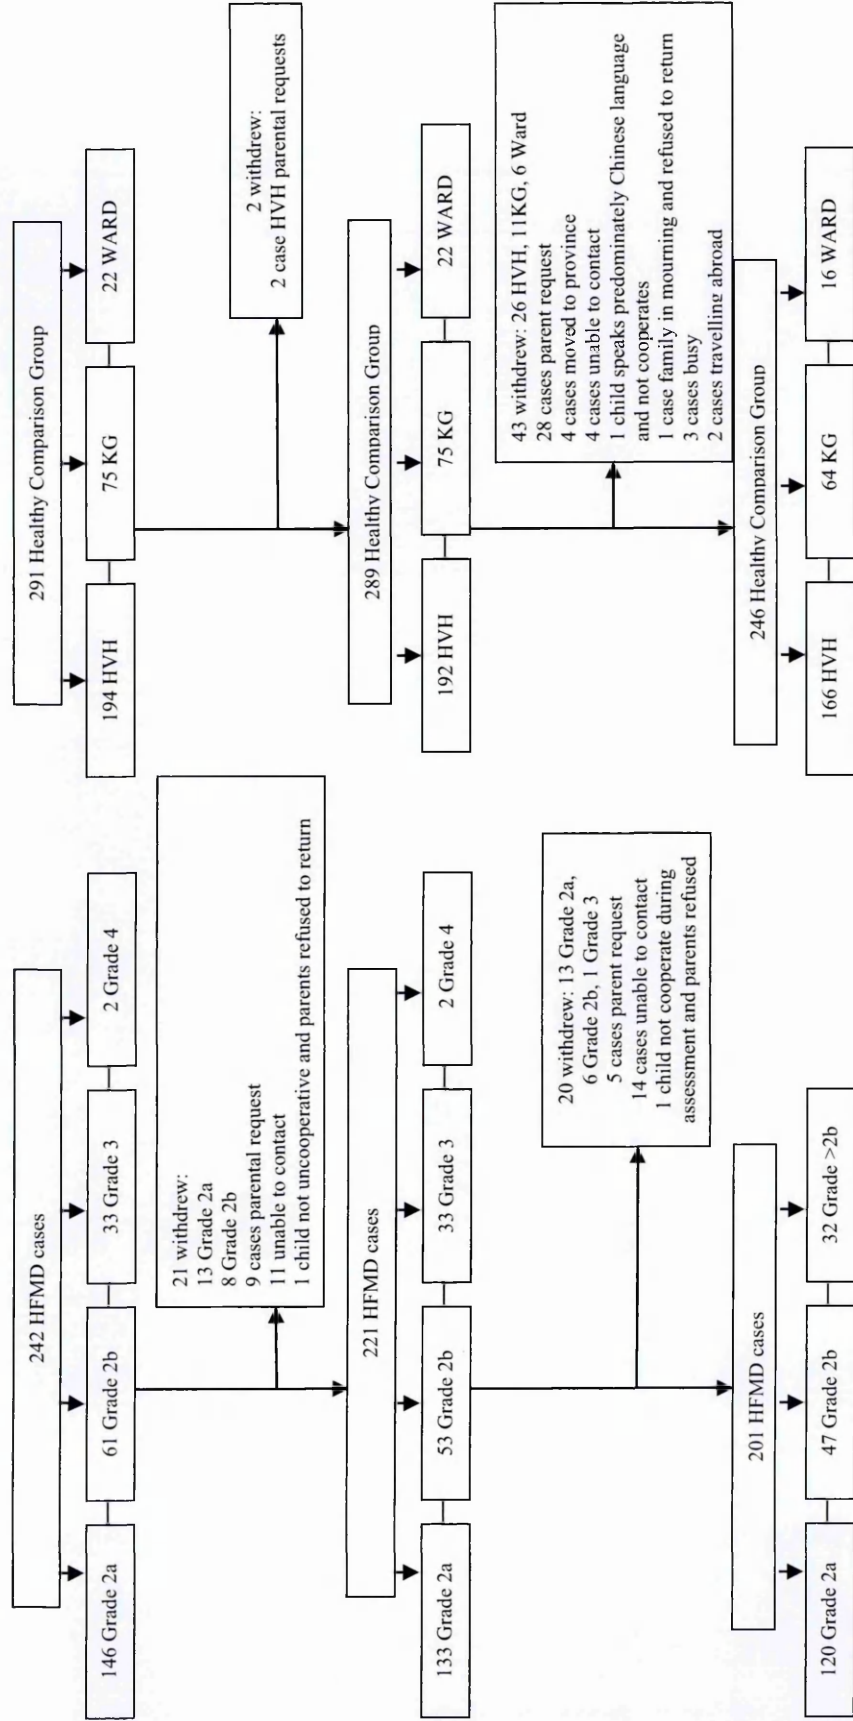 242 HFMD cases
146 Grade 2a
61 Grade 2b
33 Grade 3
2 Grade 4
21 withdrew:
13 Grade 2a
8 Grade 2b
9 cases parental request
11 unable to contact
1 child not uncooperative and parents refused to return
221 HFMD cases
133 Grade 2a
53 Grade 2b
33 Grade 3
2 Grade 4
20 withdrew: 13 Grade 2a,
6 Grade 2b, 1 Grade 3
5 cases parent request
14 cases unable to contact
1 child not cooperate during
assessment and parents refused
201 HFMD cases
120 Grade 2a
47 Grade 2b
32 Grade >2b
291 Healthy Comparison Group
194 HVH
75 KG
22 WARD
2 withdrew:
2 case HVH parental requests
289 Healthy Comparison Group
192 HVH
75 KG
22 WARD
43 withdrew: 26 HVH, 11KG, 6 Ward
28 cases parent request
4 cases moved to province
4 cases unable to contact
1 child speaks predominately Chinese language
and not cooperates
1 case family in mourning and refused to return
3 cases busy
2 cases travelling abroad
246 Healthy Comparison Group
166 HVH
64 KG
16 WARD